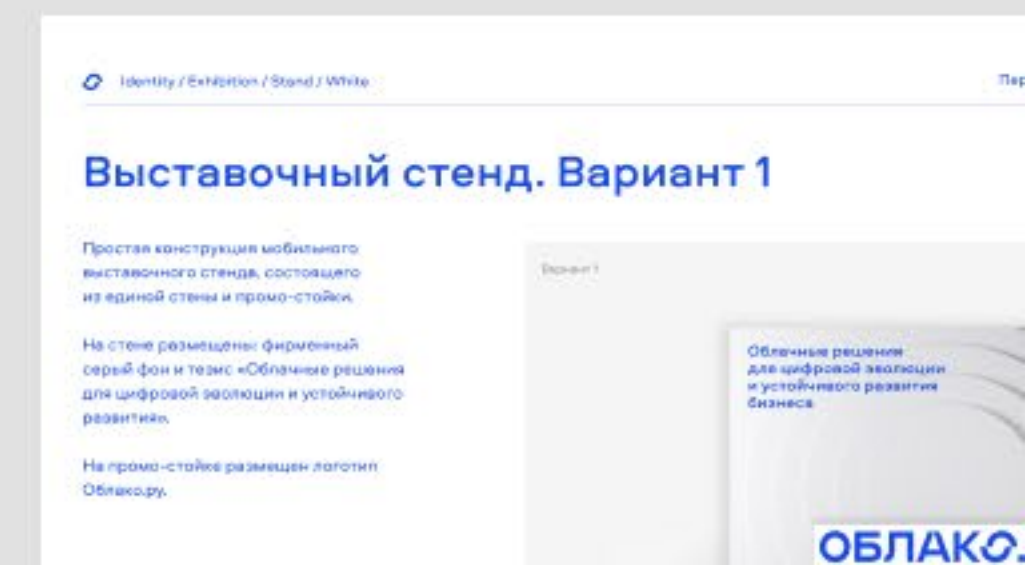 Identity / Exhibition / Stand / White
Пер
Выставочный стенд. Вариант 1
Простая конструкция мобильного
выставочного стенда, состоящего
из единой стены и промо-стойки.
На стене размещены: фирменный
серый фон и тезис «Облачные решения
для цифровой эволюции и устойчивого
развития».
На промо-стойке размещен логотип
Облако.ру.
Вариант 1
Облачные решения
для цифровой эволюции
и устойчивого развития
бизнеса
ОБЛАКО.